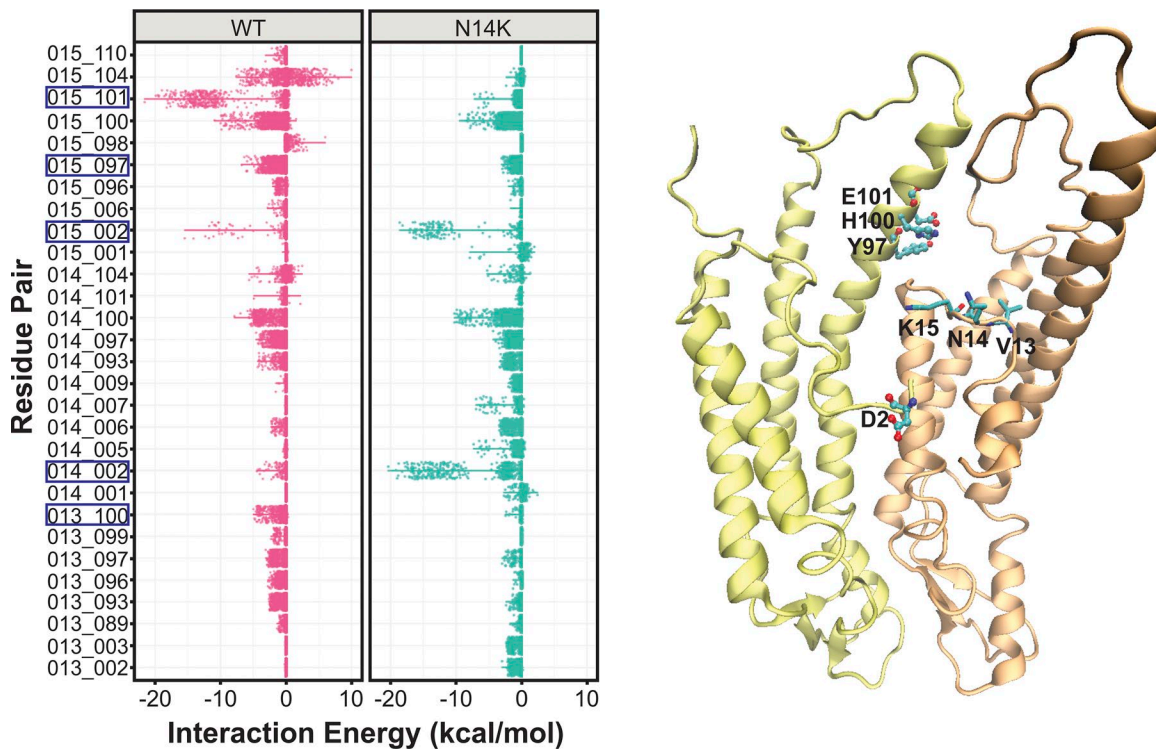 WT
N14K
015_110
015_104
015_101
015_100
015_098
015_097
015_096
015_006
015_002
015_001
014_104
014_101
014_100
014_097
014_093
014_009
014_007
014_006
014_005
014_002
014_001
013_100
013_099
013_097
013_096
013_093
013_089
013_003
013_002
Residue Pair
-20 -10 0 10
-20 -10 0 10
Interaction Energy (kcal/mol)
E101
H100
Y97
K15
N14
V13
D2